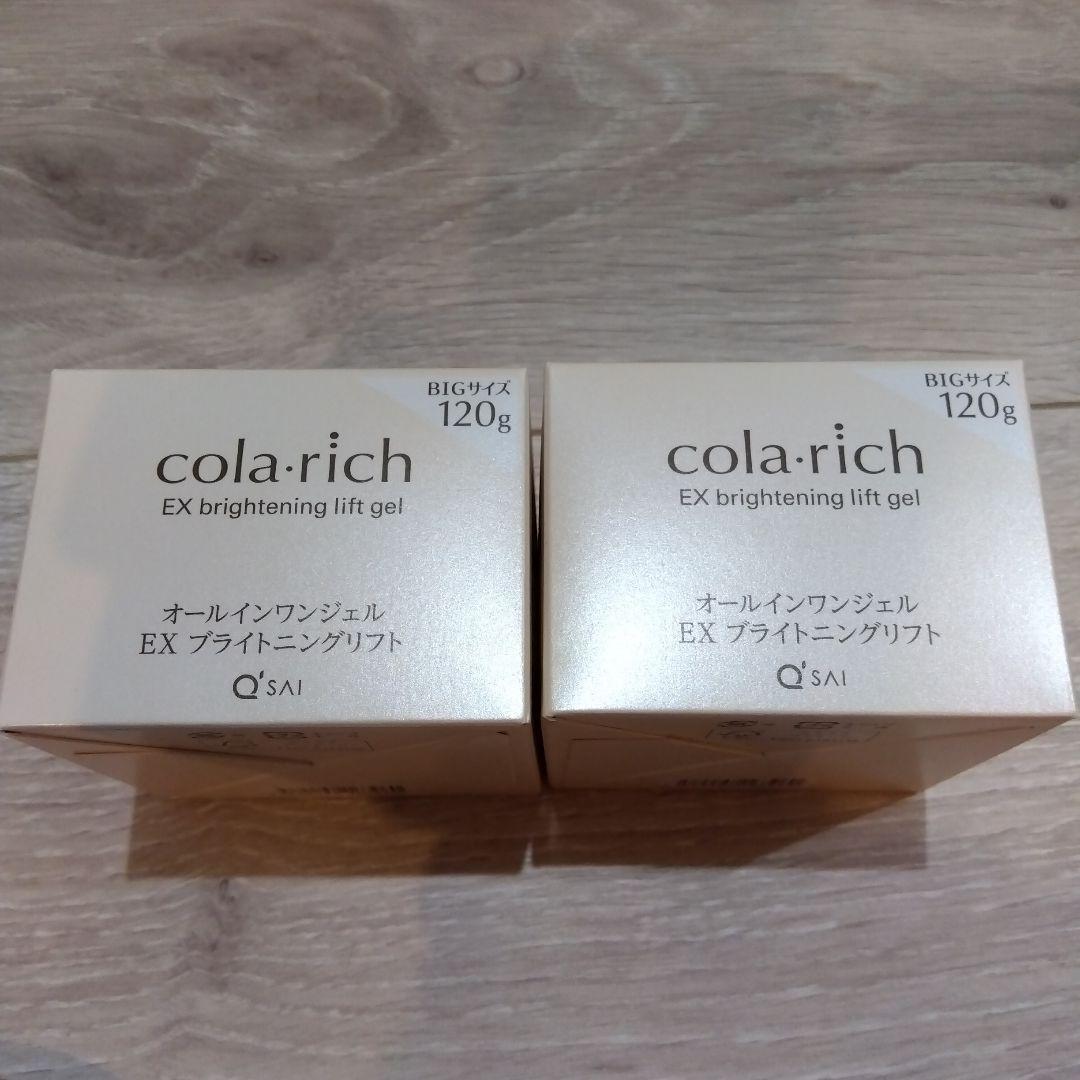 BIGサイズ
120g
cola·rich
EX brightening lift gel
オールインワンジェル
EX ブライトニングリフト
Q'SAI
BIGサイズ
120g
cola·rich
EX brightening lift gel
オールインワンジェル
EX ブライトニングリフト
Q'SAI